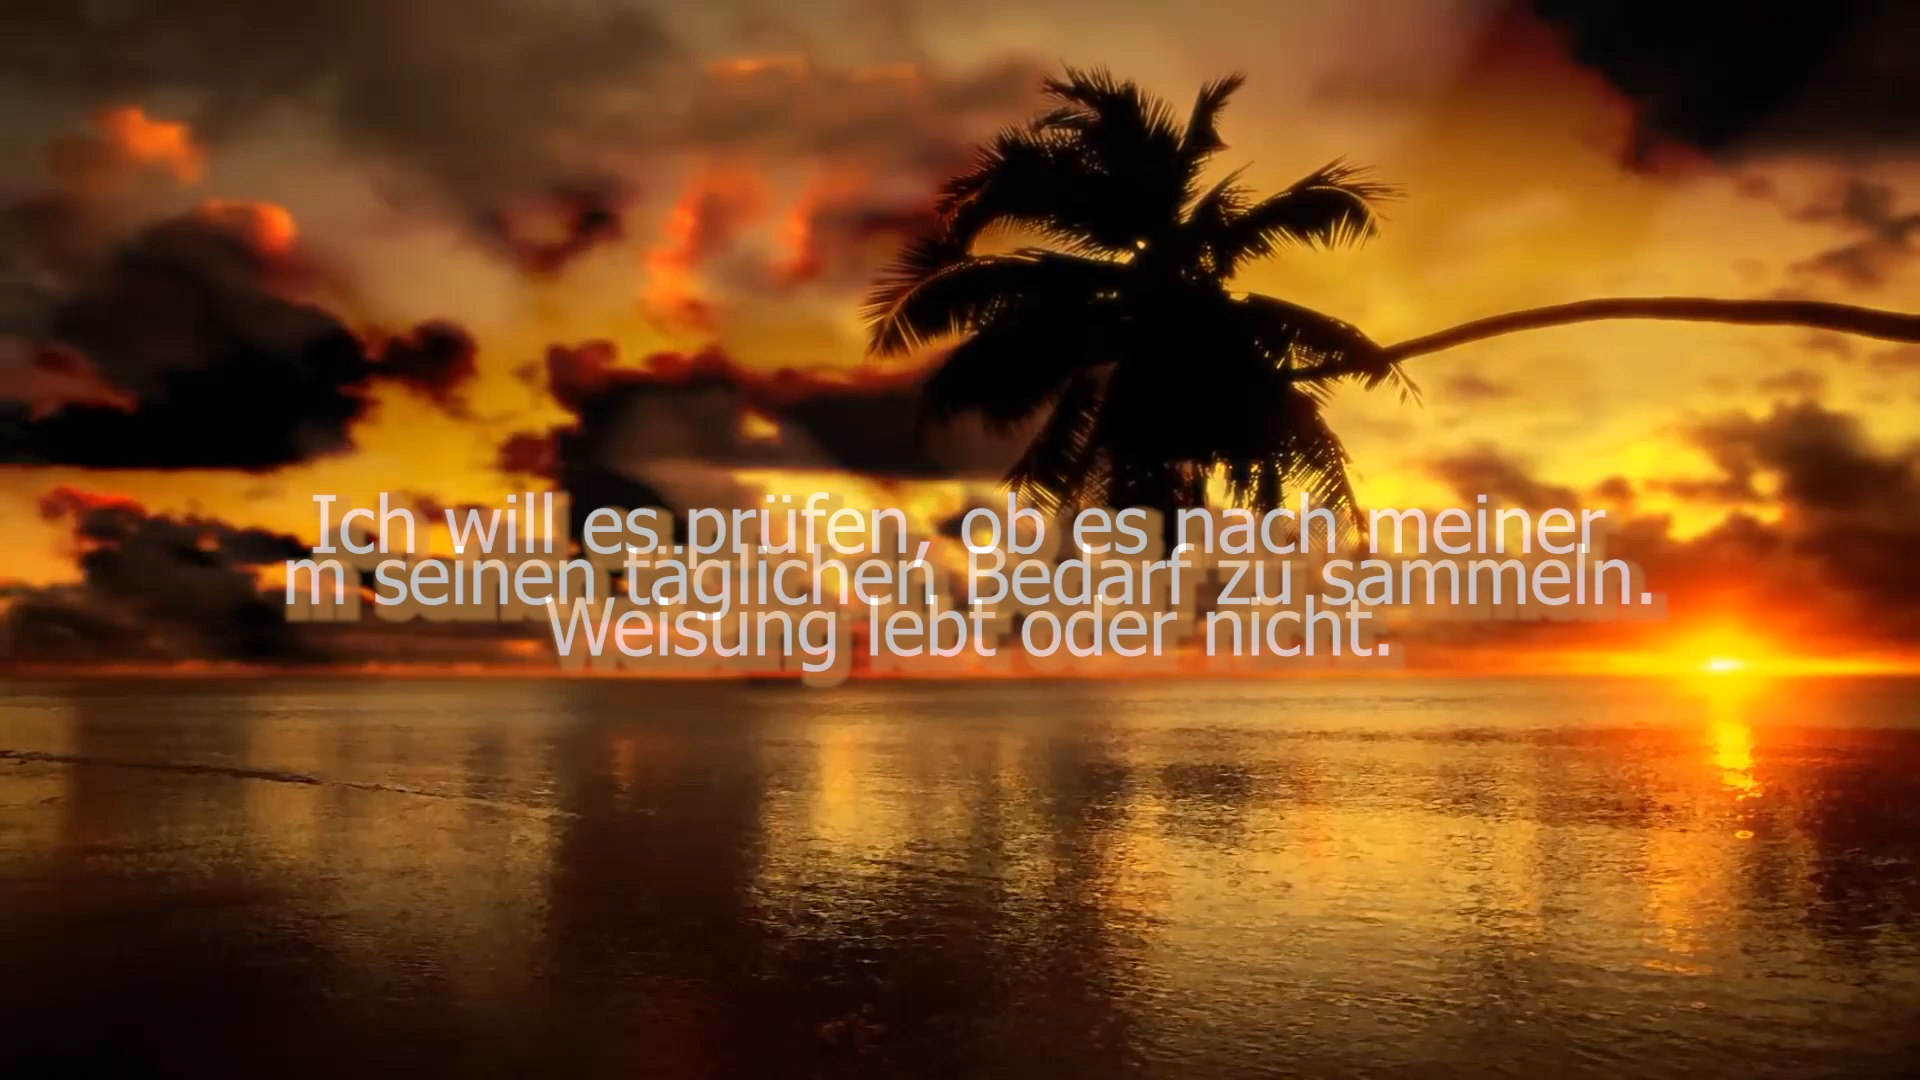 Ich will es prüfen, ob es nach meiner
m seinen täglichen Bedarf zu sammeln.
Weisung lebt oder nicht.